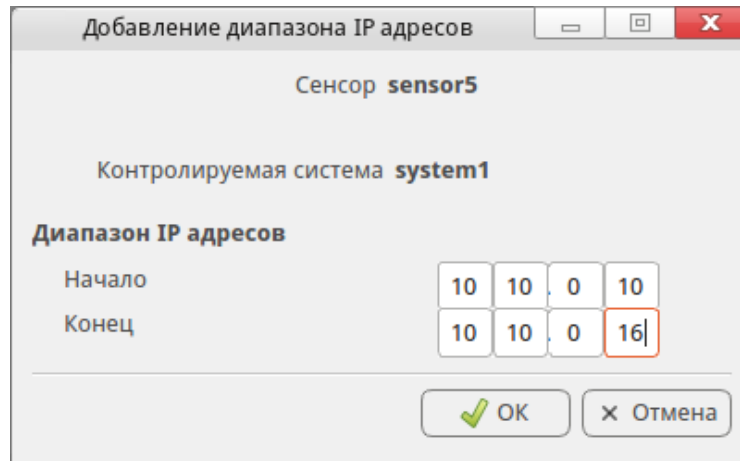 Добавление диапазона IP адресов
Сенсор sensor5
Контролируемая система system1
Диапазон IP адресов
Начало 10 10 . 0 10
Конец 10 10 . 0 16
ОК × Отмена